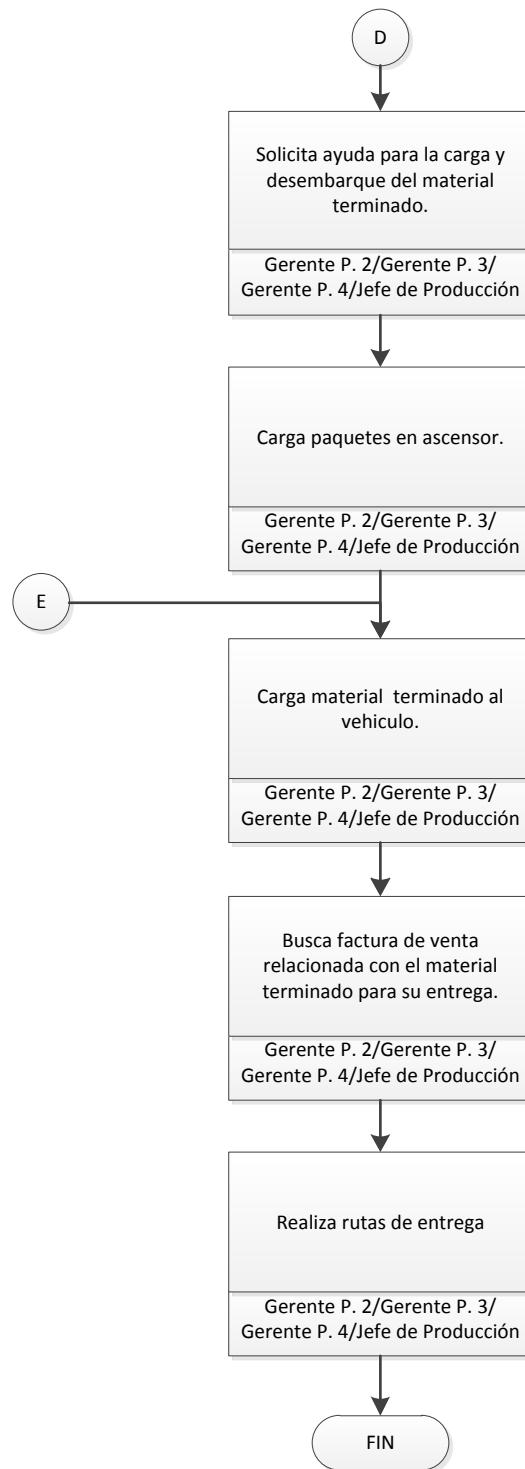 D
Solicita ayuda para la carga y
desembarque del material
terminado.
Gerente P. 2/Gerente P. 3/
Gerente P. 4/Jefe de Producción
Carga paquetes en ascensor.
Gerente P. 2/Gerente P. 3/
Gerente P. 4/Jefe de Producción
E
Carga material terminado al
vehiculo.
Gerente P. 2/Gerente P. 3/
Gerente P. 4/Jefe de Producción
Busca factura de venta
relacionada con el material
terminado para su entrega.
Gerente P. 2/Gerente P. 3/
Gerente P. 4/Jefe de Producción
Realiza rutas de entrega
Gerente P. 2/Gerente P. 3/
Gerente P. 4/Jefe de Producción
FIN